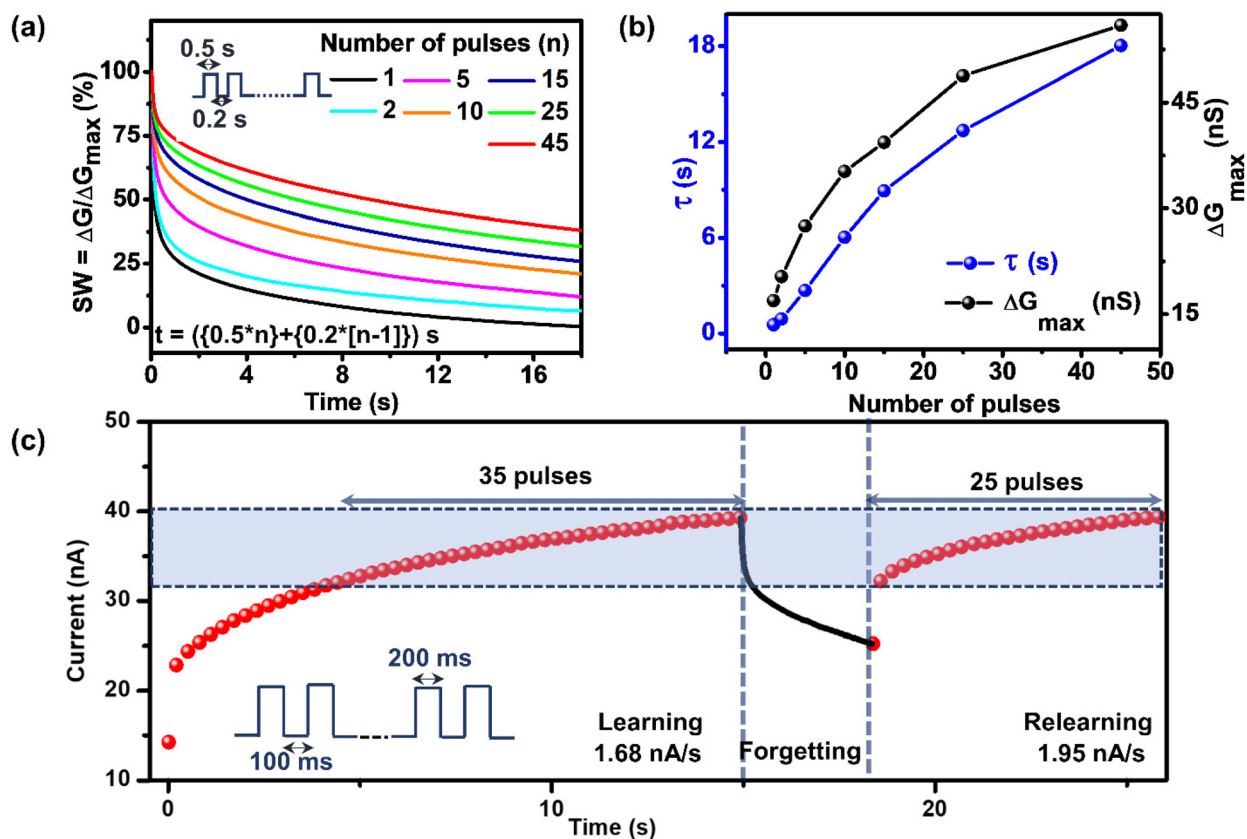 (a)
SW = ΔG/ΔGmax (%)
100
75
50
25
0
0.5 s
0.2 s
Number of pulses (n)
1 5 15
2 10 25
45
t = ({0.5*n}+{0.2*[n-1]}) s
0 4 8 12 16
Time (s)
(b)
τ (s)
18
12
6
0
τ (s)
ΔGmax (nS)
45
30
15
ΔGmax (nS)
0 10 20 30 40 50
Number of pulses
(c)
Current (nA)
50
40
30
20
10
35 pulses
25 pulses
200 ms
100 ms
Learning
1.68 nA/s
Forgetting
Relearning
1.95 nA/s
0 10 20
Time (s)